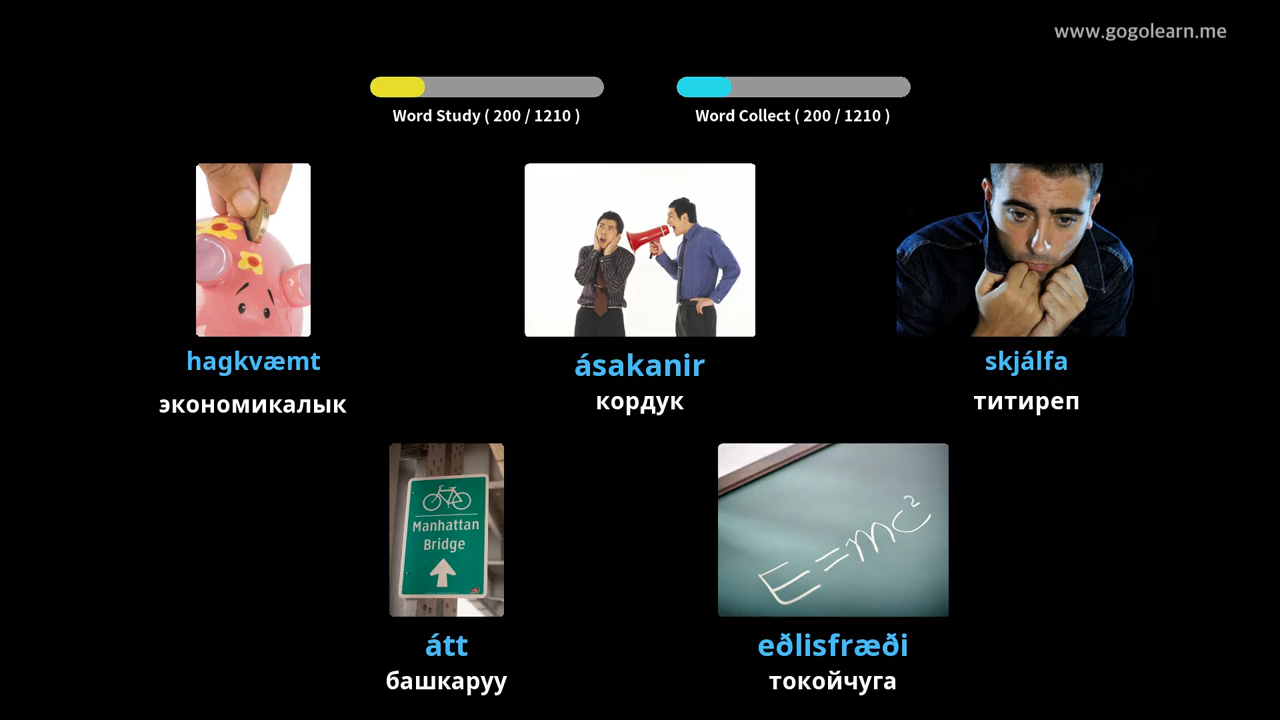 www.gogolearn.me
Word Study ( 200 / 1210 )
Word Collect ( 200 / 1210 )
hagkvæmt
экономикалык
ásakanir
кордук
skjálfa
титиреп
Manhattan
Bridge
átt
башкаруу
E=mc²
eðlisfræði
токойчуга